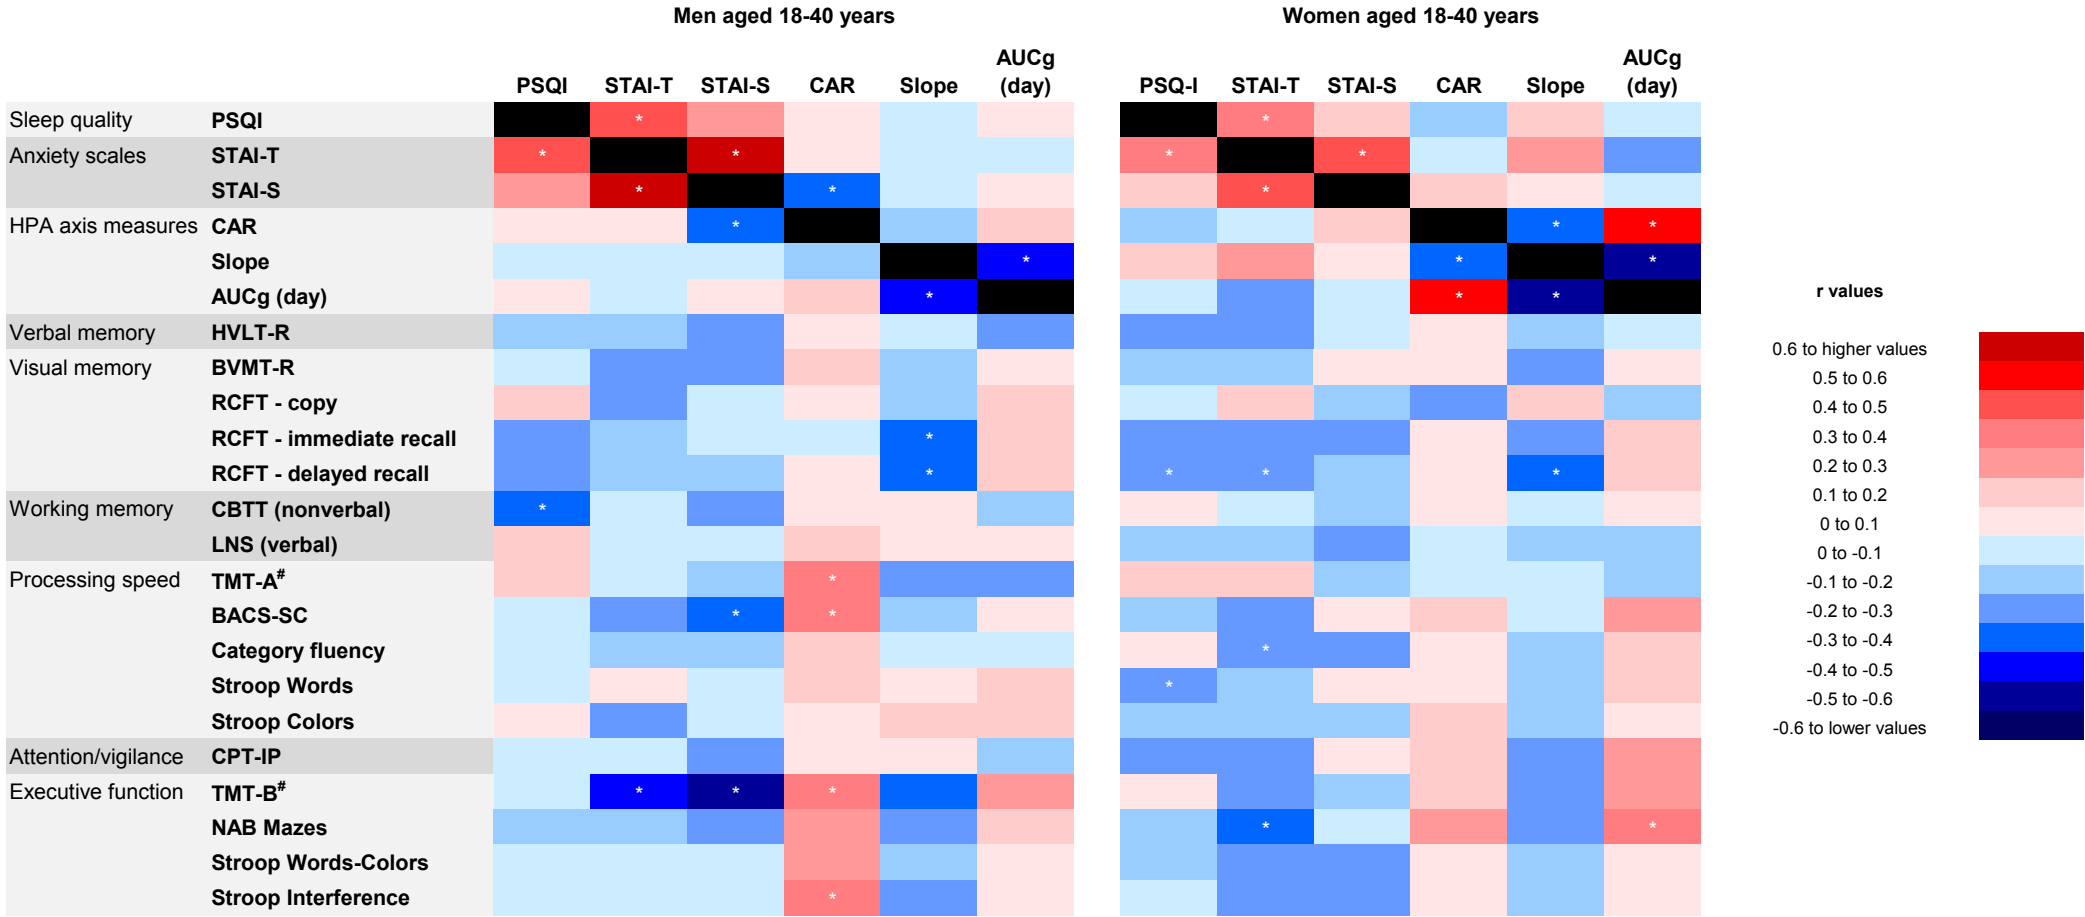 Men aged 18-40 years
Women aged 18-40 years
PSQI STAI-T STAI-S CAR Slope AUCg (day)
PSQ-I STAI-T STAI-S CAR Slope AUCg (day)
Sleep quality PSQI * *
Anxiety scales STAI-T * * * *
STAI-S * * *
HPA axis measures CAR * * *
Slope * * *
AUCg (day) * * *
Verbal memory HVLT-R
Visual memory BVMT-R
RCFT - copy
RCFT - immediate recall *
RCFT - delayed recall * * * *
Working memory CBTT (nonverbal) *
LNS (verbal)
Processing speed TMT-A# *
BACS-SC * *
Category fluency *
Stroop Words *
Stroop Colors
Attention/vigilance CPT-IP
Executive function TMT-B# * * *
NAB Mazes * *
Stroop Words-Colors
Stroop Interference *
r values
0.6 to higher values
0.5 to 0.6
0.4 to 0.5
0.3 to 0.4
0.2 to 0.3
0.1 to 0.2
0 to 0.1
0 to -0.1
-0.1 to -0.2
-0.2 to -0.3
-0.3 to -0.4
-0.4 to -0.5
-0.5 to -0.6
-0.6 to lower values